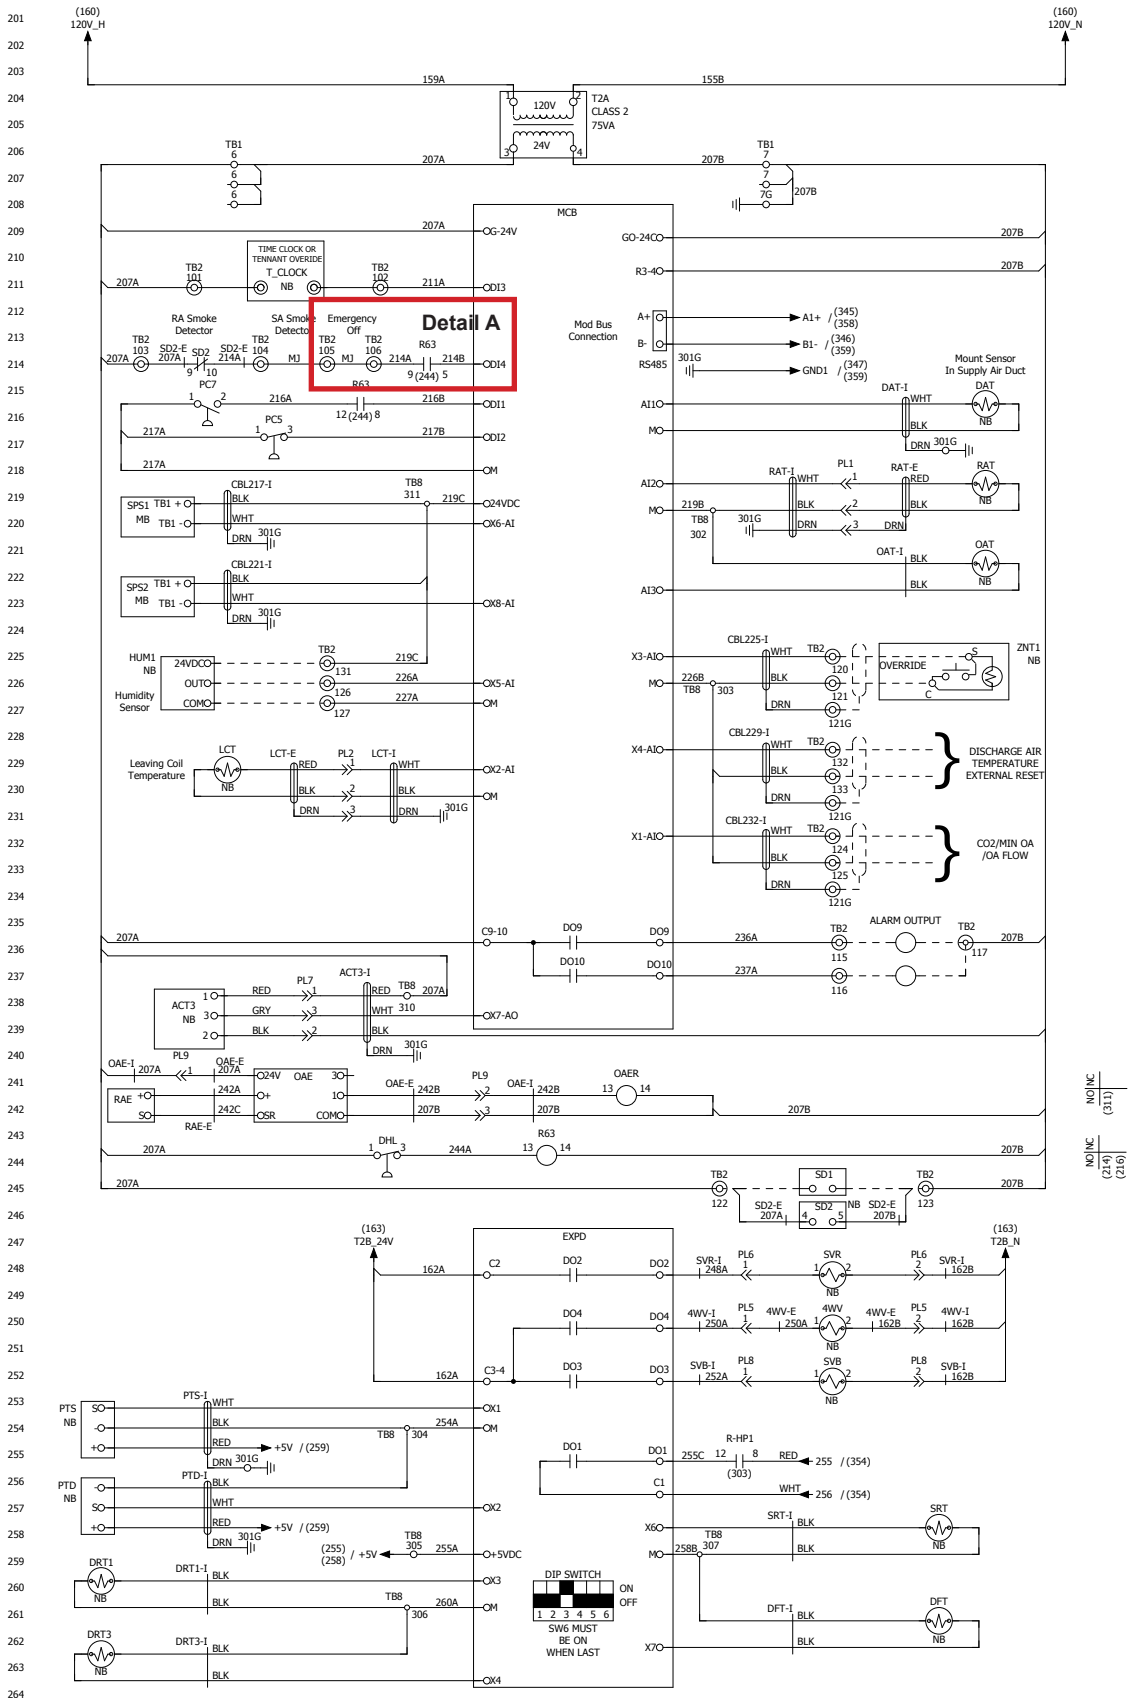 201 (160) (160)
120V_H 120V_N
202
203
159A 155B
204 1 2 T2A
120V CLASS 2
205 75VA
24V
206 TB1 3 4 TB1
6 207A 207B 7
207 6 7
207B
208 6 7G
MCB
209 207A G-24V
GO-24C 207B
210 TIME CLOCK OR
TENNANT OVERIDE
TB2 T_CLOCK TB2 R3-4 207B
211 207A 101 NB 102 211A DI3
212 A+ A1+ / (345)
(358)
RA Smoke SA Smoke Emergency Detail A
Detector Detector Off Mod Bus
213 Connection B- B1- / (346)
(359)
TB2 SD2-E SD2 SD2-E TB2 TB2 TB2 R63
214 207A 103 207A 214A 104 MJ 105 MJ 106 214A 214B DI4 RS485 301G GND1 / (347)
(359)
9 10 9 (244) 5 Mount Sensor
In Supply Air Duct
215 PC7 R63 DAT-I DAT
1 2 216A 216B DI1 AI1 WHT
216 12 (244) 8 NB
PC5 M BLK
217 217A 1 3 217B DI2 DRN 301G
218 217A M RAT-I PL1 RAT-E RAT
CBL217-I TB8 AI2 WHT 1 RED
219 SPS1 TB1 + BLK 311 219C 24VDC NB
MB M 219B BLK 2 BLK
220 TB1 - WHT X6-AI TB8 301G
302 DRN 3 DRN
DRN 301G
221 OAT-I OAT
CBL221-I BLK
222 SPS2 TB1 + BLK NB
MB AI3 BLK
223 TB1 - WHT X8-AI
DRN 301G
224
CBL225-I
225 HUM1 24VDC TB2 219C X3-AI WHT TB2 S ZNT1
NB 131 120 OVERRIDE NB
226 OUT 226A X5-AI M 226B BLK
Humidity 126 TB8 303 121 C
Sensor COM 227A M DRN
227 127 121G
228 CBL229-I
LCT LCT-E PL2 LCT-I X4-AI WHT TB2
229 Leaving Coil RED 1 WHT X2-AI 132 DISCHARGE AIR
Temperature NB BLK TEMPERATURE
230 BLK 2 BLK M 133 EXTERNAL RESET
DRN 3 DRN 301G DRN
231 121G
CBL232-I
232 X1-AI WHT TB2
124 CO2/MIN OA
233 BLK /OA FLOW
125
234 DRN
121G
235 ALARM OUTPUT
207A C9-10 DO9 DO9 236A TB2 TB2 207B
236 115 117
DO10 DO10 237A
237 ACT3-I 116
PL7 TB8
238 ACT3 1 RED 1 RED 207A
NB 3 GRY 3 WHT 310 X7-AO
239 2 BLK 2 BLK
DRN 301G
240 OAE-I PL9 OAE-E
207A 1 207A 24V OAE 3 OAER
241 OAE-E PL9 OAE-I
RAE + 242A + 1 242B 2 242B 13 14
NO NC
242 S 242C SR COM 207B 3 207B 207B (311)
RAE-E
243 DHL R63
207A 1 3 244A 13 14 207B NO NC
244 (214)
(216)
245 207A TB2 SD1 TB2 207B
122 NB 123
246 SD2-E SD2 SD2-E
207A 4 5 207B
247 (163) EXPD (163)
T2B_24V T2B_N
SVR-I PL6 SVR PL6 SVR-I
248 162A C2 DO2 DO2 248A 1 1 2 2 162B
NB
249
4WV-I PL5 4WV-E 4WV 4WV-E PL5 4WV-I
250 DO4 DO4 250A 1 250A 1 2 162B 2 162B
NB
251
SVB-I PL8 SVB PL8 SVB-I
252 162A C3-4 DO3 DO3 252A 1 1 2 2 162B
NB
253 PTS PTS-I
S WHT X1
NB
254 - BLK 254A M
TB8 304
255 + RED +5V / (259) R-HP1
DRN 301G DO1 DO1 255C 12 8 RED 255 / (354)
(303)
256 PTD PTD-I C1
- BLK WHT 256 / (354)
NB
257 S WHT X2
SRT-I SRT
258 + RED +5V / (259) X6 BLK
DRN 301G TB8 TB8 NB
259 (255) / +5V 305 255A +5VDC M 258B 307 BLK
(258)
DRT1 DRT1-I DIP SWITCH
260 BLK X3 ON
NB TB8 OFF
261 BLK 260A M DFT-I DFT
306 1 2 3 4 5 6 BLK
262 DRT3 SW6 MUST NB
DRT3-I BE ON
BLK WHEN LAST X7 BLK
263 NB
BLK X4
264